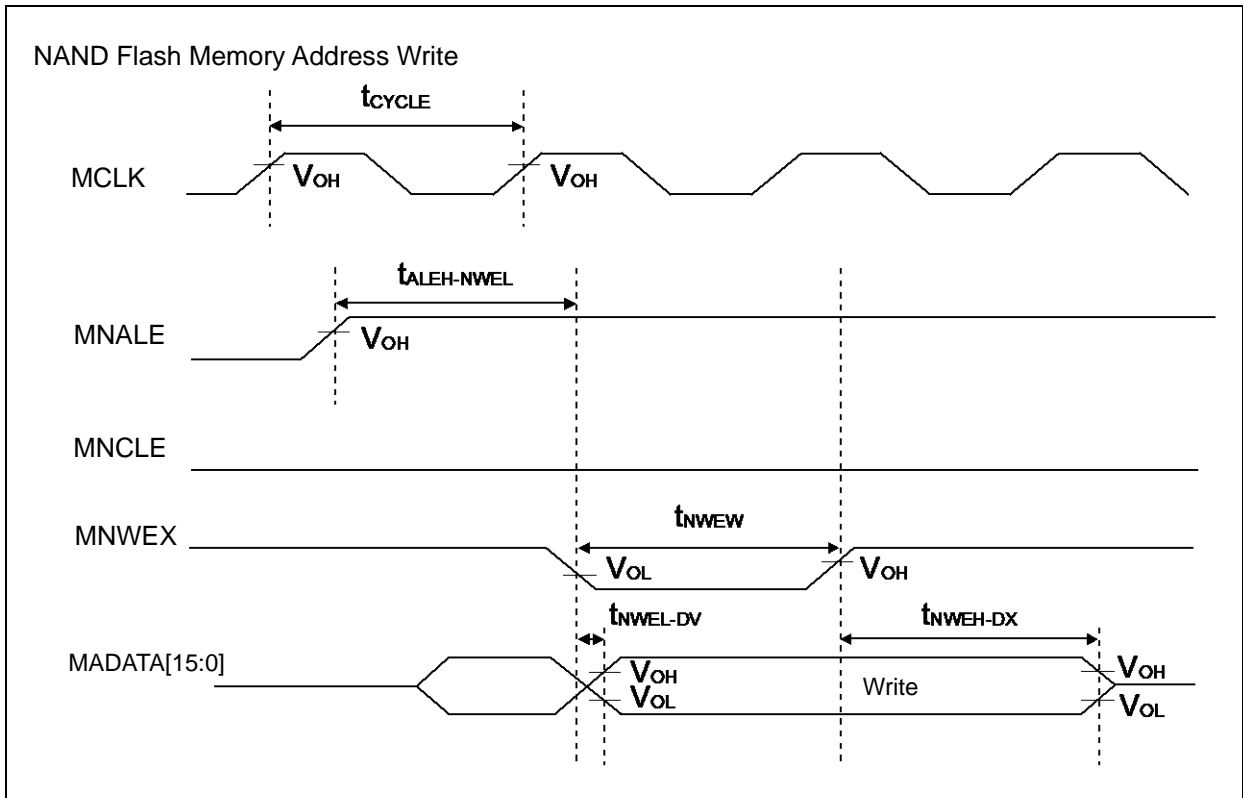 NAND Flash Memory Address Write
tCYCLE
MCLK
VOH
VOH
tALEH-NWEL
MNALE
VOH
MNCLE
tNWEW
MNWEX
VOL
VOH
tNWEL-DV
tNWEH-DX
MADATA[15:0]
VOH
VOH
Write
VOL
VOL